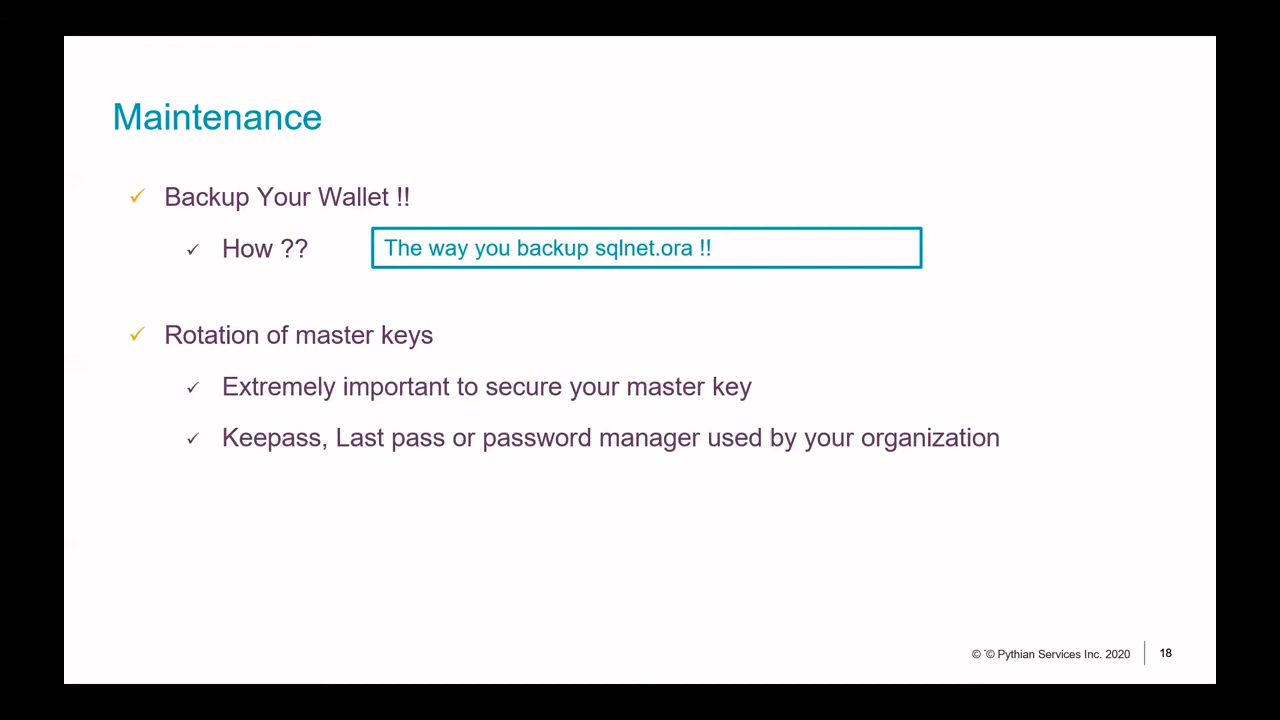 Maintenance
Backup Your Wallet !!
How ??
The way you backup sqlnet.ora !!
Rotation of master keys
Extremely important to secure your master key
Keepass, Last pass or password manager used by your organization
© ¨© Pythian Services Inc. 2020
18